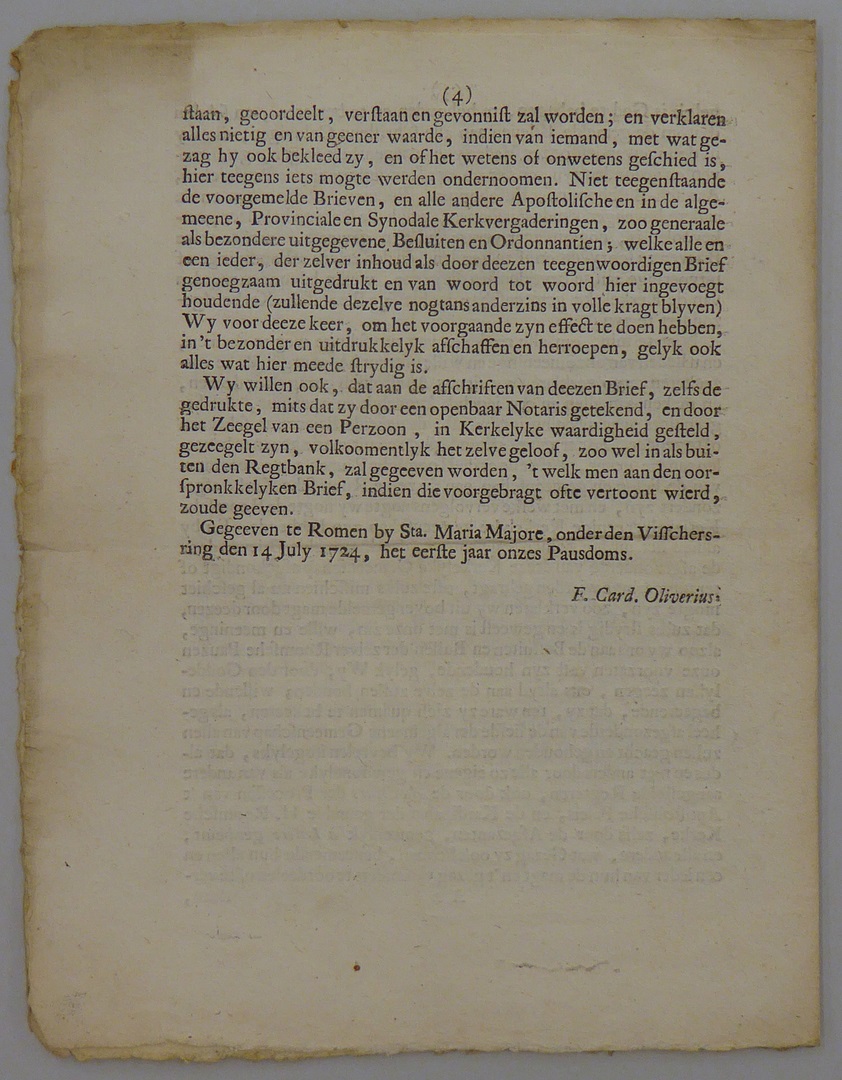 (4)
ſtaan, geoordeelt, verſtaan en gevonniſt zal worden; en verklaren
alles nietig en van geener waarde, indien van iemand, met wat ge-
zag hy ook bekleed zy, en of het wetens of onwetens geſchied is,
hier teegens iets mogte werden ondernoomen. Niet teegenſtaande
de voorgemelde Brieven, en alle andere Apoſtoliſche en in de alge-
meene, Provinciale en Synodale Kerkvergaderingen, zoo generaale
als bezondere uitgegevene Beſluiten en Ordonnantien; welke alle en
een ieder, der zelver inhoud als door deezen teegenwoordigen Brief
genoegzaam uitgedrukt en van woord tot woord hier ingevoegt
houdende (zullende dezelve nogtans anderzins in volle kragt blyven)
Wy voor deeze keer, om het voorgaande zyn effect te doen hebben,
in 't bezonder en uitdrukkelyk afſchaffen en herroepen, gelyk ook
alles wat hier meede ſtrydig is.
Wy willen ook, dat aan de afſchriften van deezen Brief, zelfs de
gedrukte, mits dat zy door een openbaar Notaris getekend, en door
het Zeegel van een Perzoon, in Kerkelyke waardigheid geſteld,
gezeegelt zyn, volkoomentlyk het zelve geloof, zoo wel in als bui-
ten den Regtbank, zal gegeeven worden, 't welk men aan den oor-
ſpronkkelyken Brief, indien die voorgebragt ofte vertoont wierd,
zoude geeven.
Gegeeven te Romen by Sta. Maria Majore, onder den Viſſchers-
ring den 14 July 1724, het eerſte jaar onzes Pausdoms.
F. Card. Oliverius.